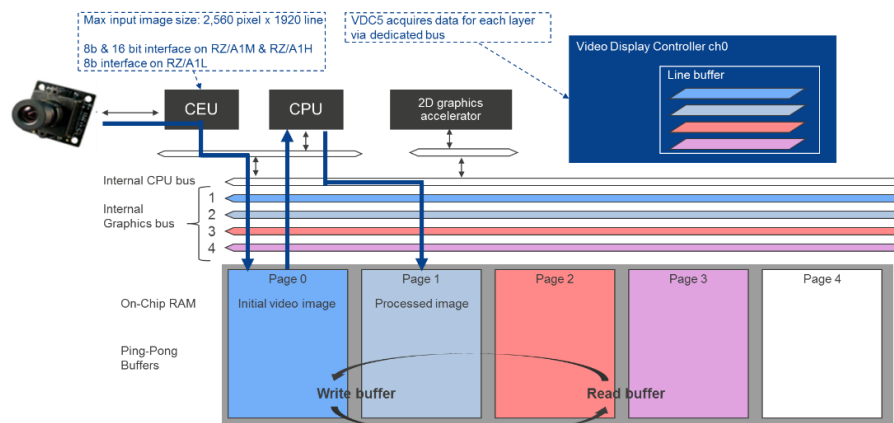 Max input image size: 2,560 pixel x 1920 line
8b & 16 bit interface on RZ/A1M & RZ/A1H
8b interface on RZ/A1L
VDC5 acquires data for each layer
via dedicated bus
Video Display Controller ch0
Line buffer
CEU
CPU
2D graphics
accelerator
Internal CPU bus
Internal
Graphics bus
1
2
3
4
Page 0
Page 1
Page 2
Page 3
Page 4
On-Chip RAM
Initial video image
Processed image
Ping-Pong
Buffers
Write buffer
Read buffer